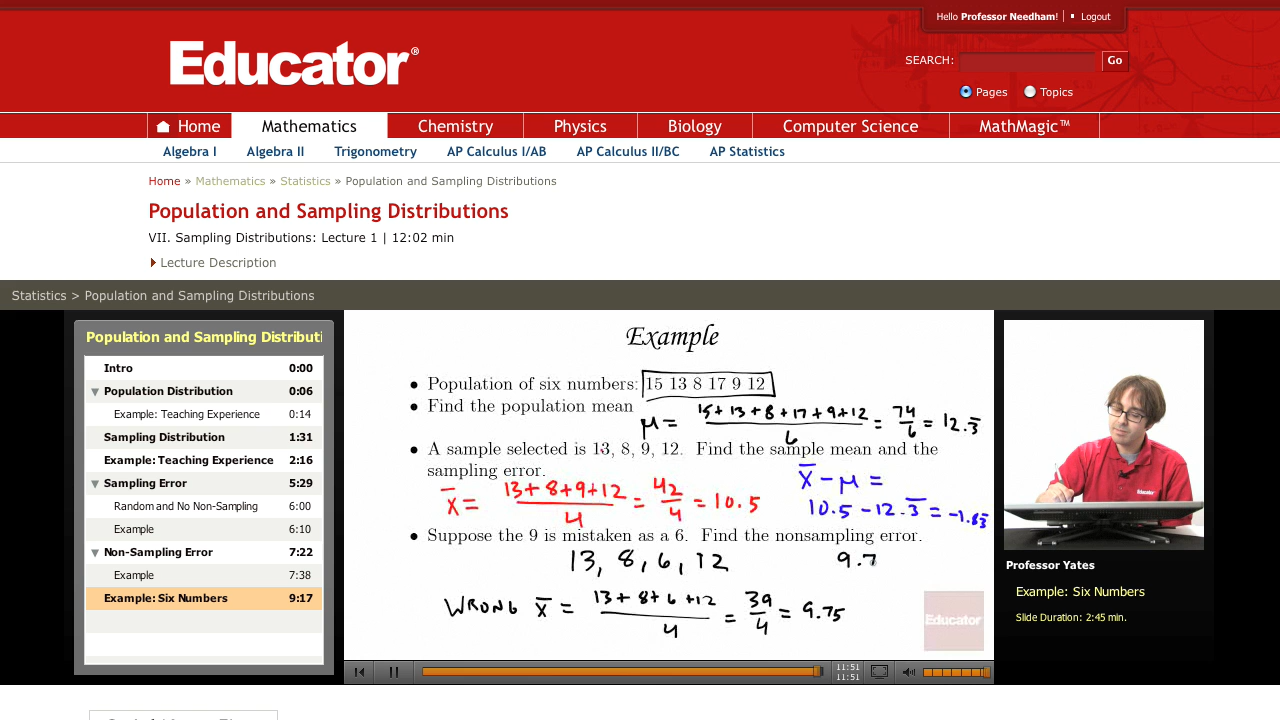 Hello Professor Needham! | ▪ Logout
Educator®
SEARCH: Go
Pages Topics
Home Mathematics Chemistry Physics Biology Computer Science MathMagic™
Algebra I Algebra II Trigonometry AP Calculus I/AB AP Calculus II/BC AP Statistics
Home » Mathematics » Statistics » Population and Sampling Distributions
Population and Sampling Distributions
VII. Sampling Distributions: Lecture 1 | 12:02 min
Lecture Description
Statistics > Population and Sampling Distributions
Population and Sampling Distributi
Intro 0:00
Population Distribution 0:06
Example: Teaching Experience 0:14
Sampling Distribution 1:31
Example: Teaching Experience 2:16
Sampling Error 5:29
Random and No Non-Sampling 6:00
Example 6:10
Non-Sampling Error 7:22
Example 7:38
Example: Six Numbers 9:17
Example
• Population of six numbers: 15 13 8 17 9 12
• Find the population mean
μ = 15+13+8+17+9+12 / 6 = 74/6 = 12.3̅
• A sample selected is 13, 8, 9, 12. Find the sample mean and the
sampling error.
x̅ = 13+8+9+12 / 4 = 42/4 = 10.5
x̅ - μ =
10.5 - 12.3̅ = -1.83̅
• Suppose the 9 is mistaken as a 6. Find the nonsampling error.
13, 8, 6, 12 9.7
WRONG x̅ = 13+8+6+12 / 4 = 39/4 = 9.75
Educator
11:51
11:51
Educator
Professor Yates
Example: Six Numbers
Slide Duration: 2:45 min.